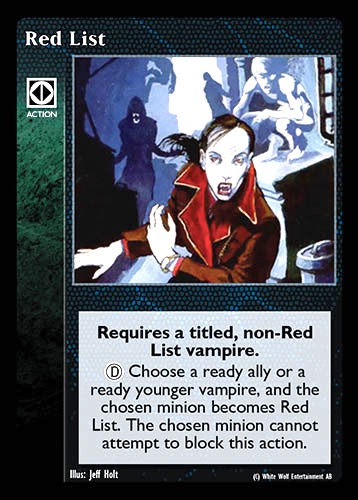 Red List
ACTION
Requires a titled, non-Red
List vampire.
Ⓓ Choose a ready ally or a
ready younger vampire, and the
chosen minion becomes Red
List. The chosen minion cannot
attempt to block this action.
Illus: Jeff Holt
(C) White Wolf Entertainment AB